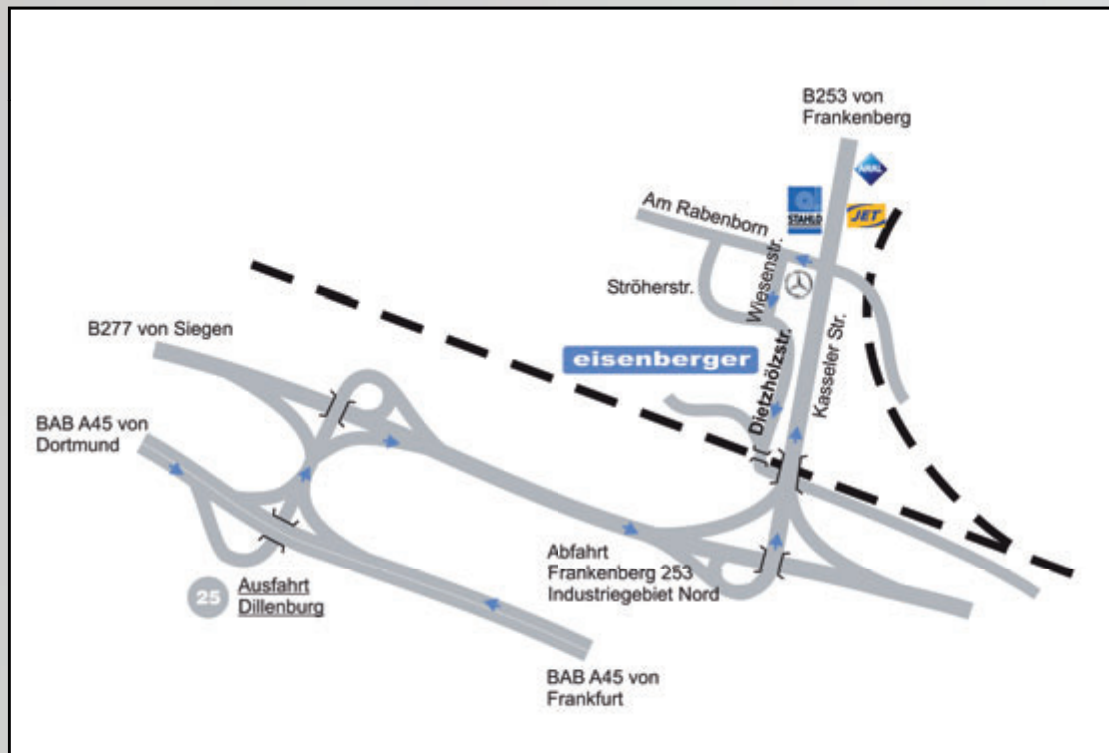 B253 von
Frankenberg
ARAL
STAHLO
JET
Am Rabenborn
Wiesenstr.
Ströherstr.
B277 von Siegen
eisenberger
Dietzhölzstr.
Kasseler Str.
BAB A45 von
Dortmund
Abfahrt
Frankenberg 253
Industriegebiet Nord
25
Ausfahrt
Dillenburg
BAB A45 von
Frankfurt